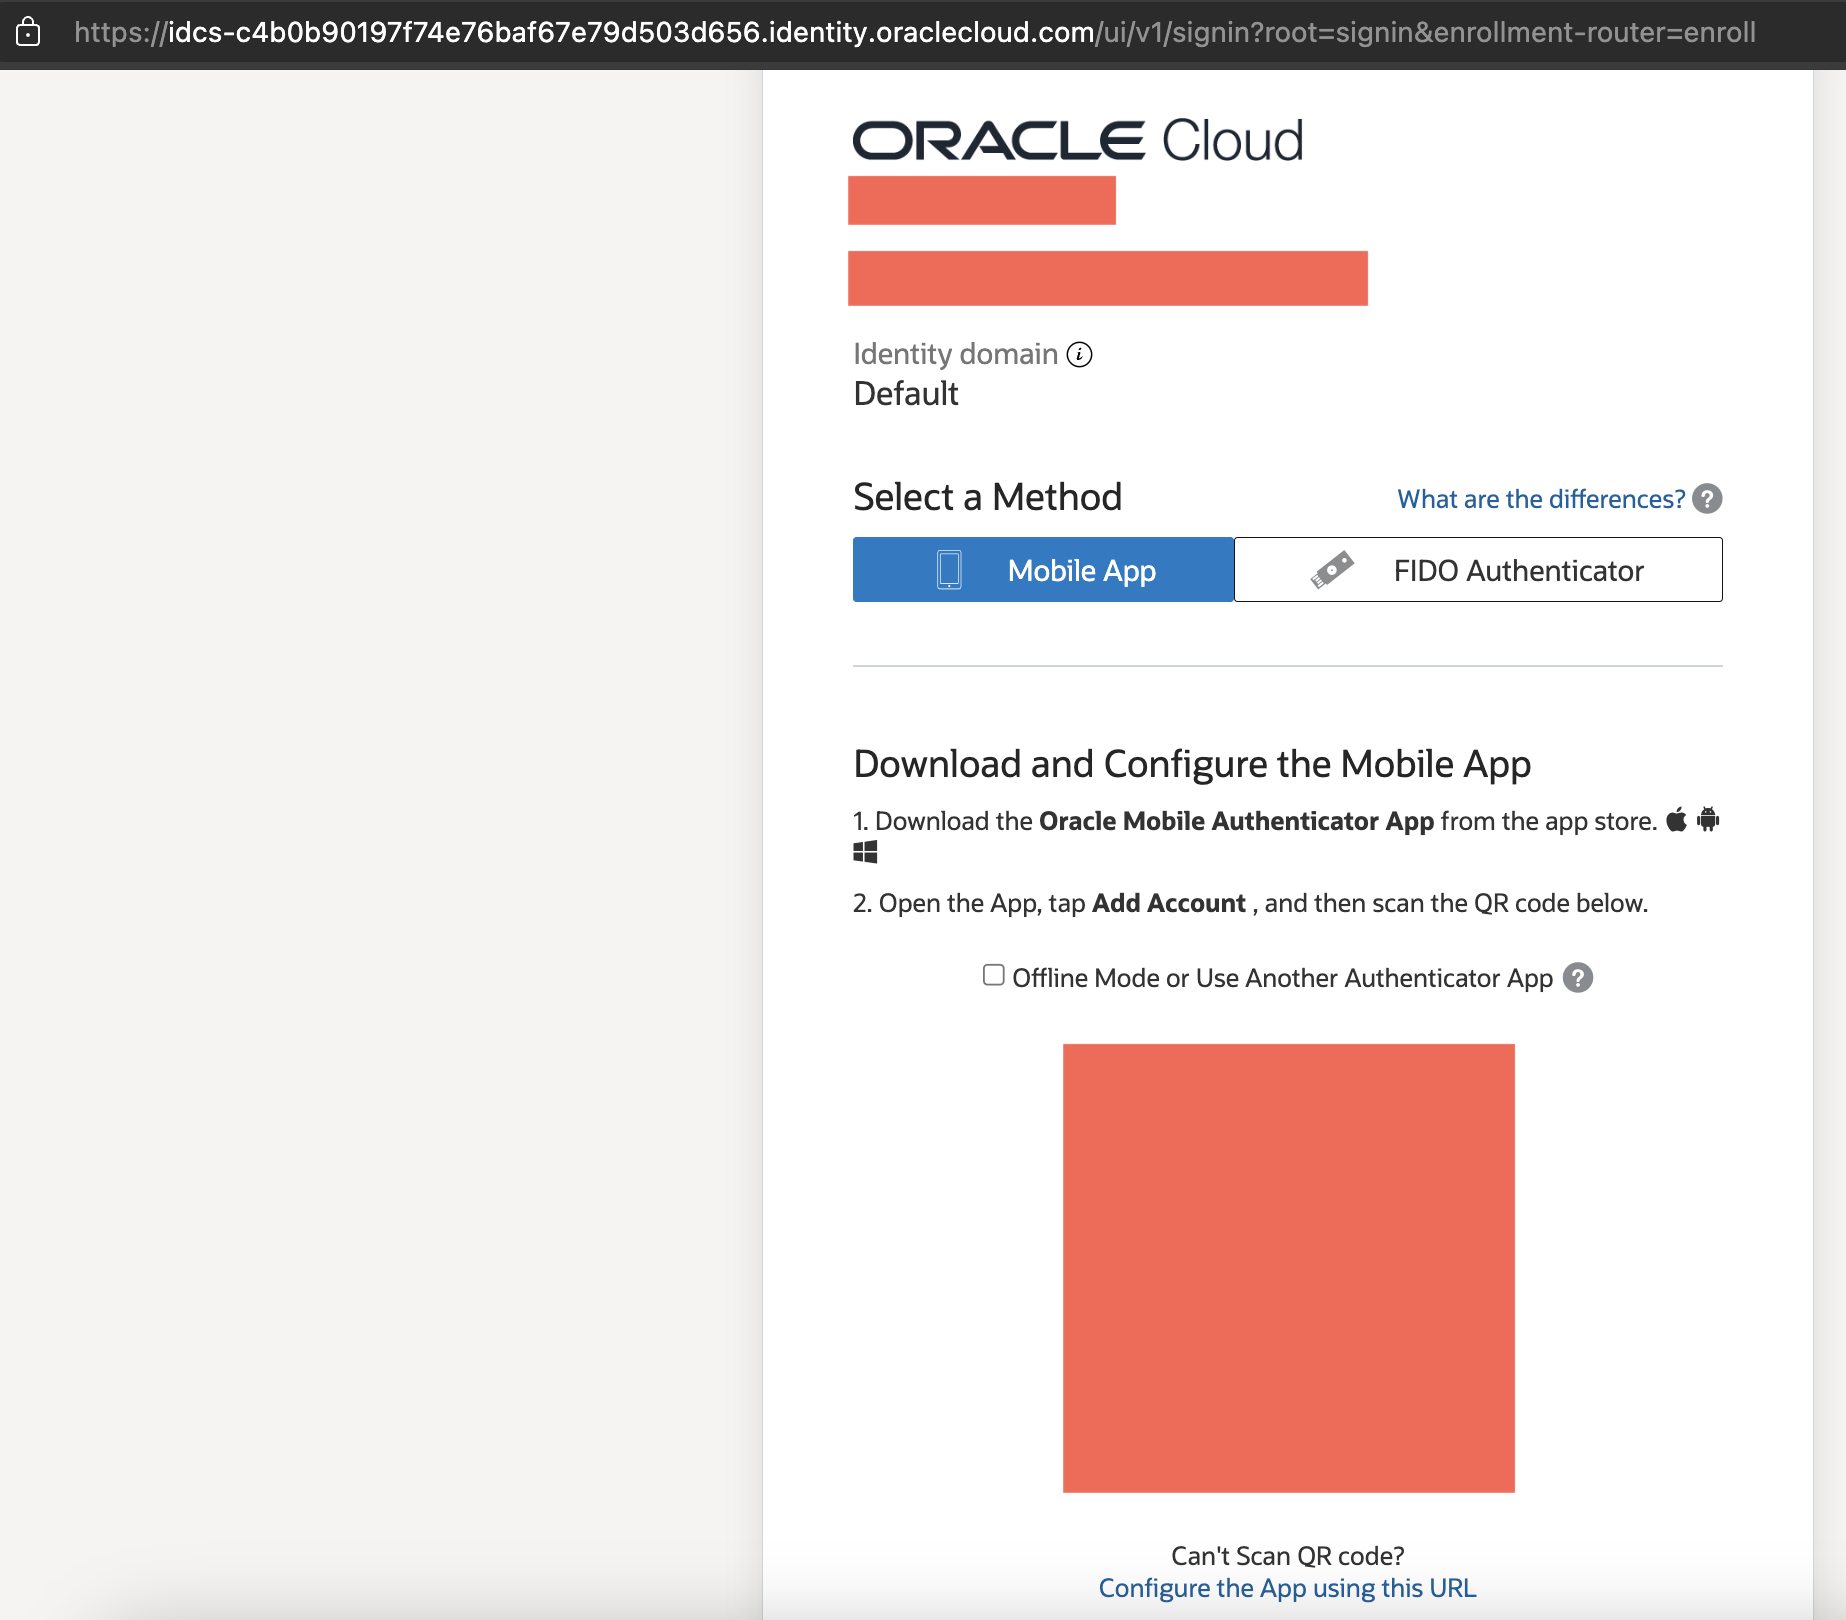 https://idcs-c4b0b90197f74e76baf67e79d503d656.identity.oraclecloud.com/ui/v1/signin?root=signin&enrollment-router=enroll
ORACLE Cloud
Identity domain i
Default
Select a Method
What are the differences? ?
Mobile App
FIDO Authenticator
Download and Configure the Mobile App
1. Download the Oracle Mobile Authenticator App from the app store.
2. Open the App, tap Add Account , and then scan the QR code below.
Offline Mode or Use Another Authenticator App ?
Can't Scan QR code?
Configure the App using this URL